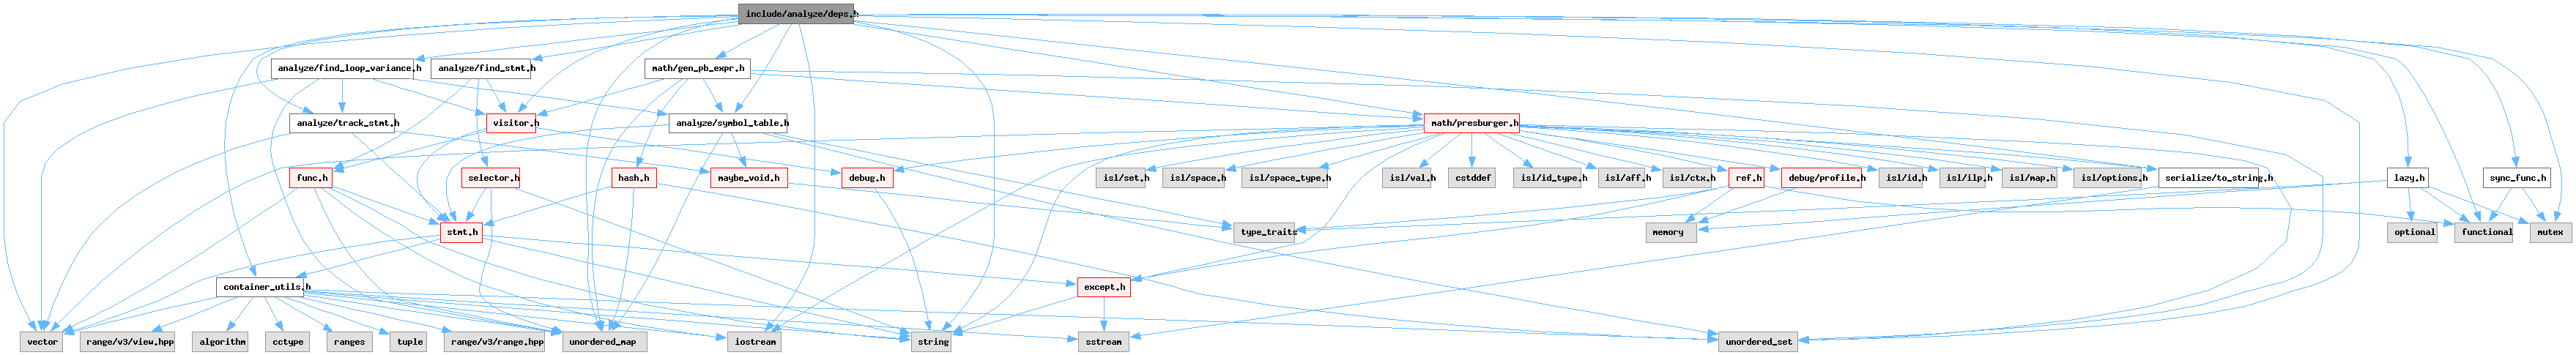 include/analyze/deps.h
analyze/find_loop_variance.h
analyze/find_stmt.h
math/gen_pb_expr.h
analyze/track_stmt.h
visitor.h
analyze/symbol_table.h
math/presburger.h
func.h
selector.h
hash.h
maybe_void.h
debug.h
isl/set.h
isl/space.h
isl/space_type.h
isl/val.h
cstddef
isl/id_type.h
isl/aff.h
isl/ctx.h
ref.h
debug/profile.h
isl/id.h
isl/ilp.h
isl/map.h
isl/options.h
serialize/to_string.h
lazy.h
sync_func.h
stmt.h
type_traits
memory
optional
functional
mutex
container_utils.h
except.h
vector
range/v3/view.hpp
algorithm
cctype
ranges
tuple
range/v3/range.hpp
unordered_map
iostream
string
sstream
unordered_set